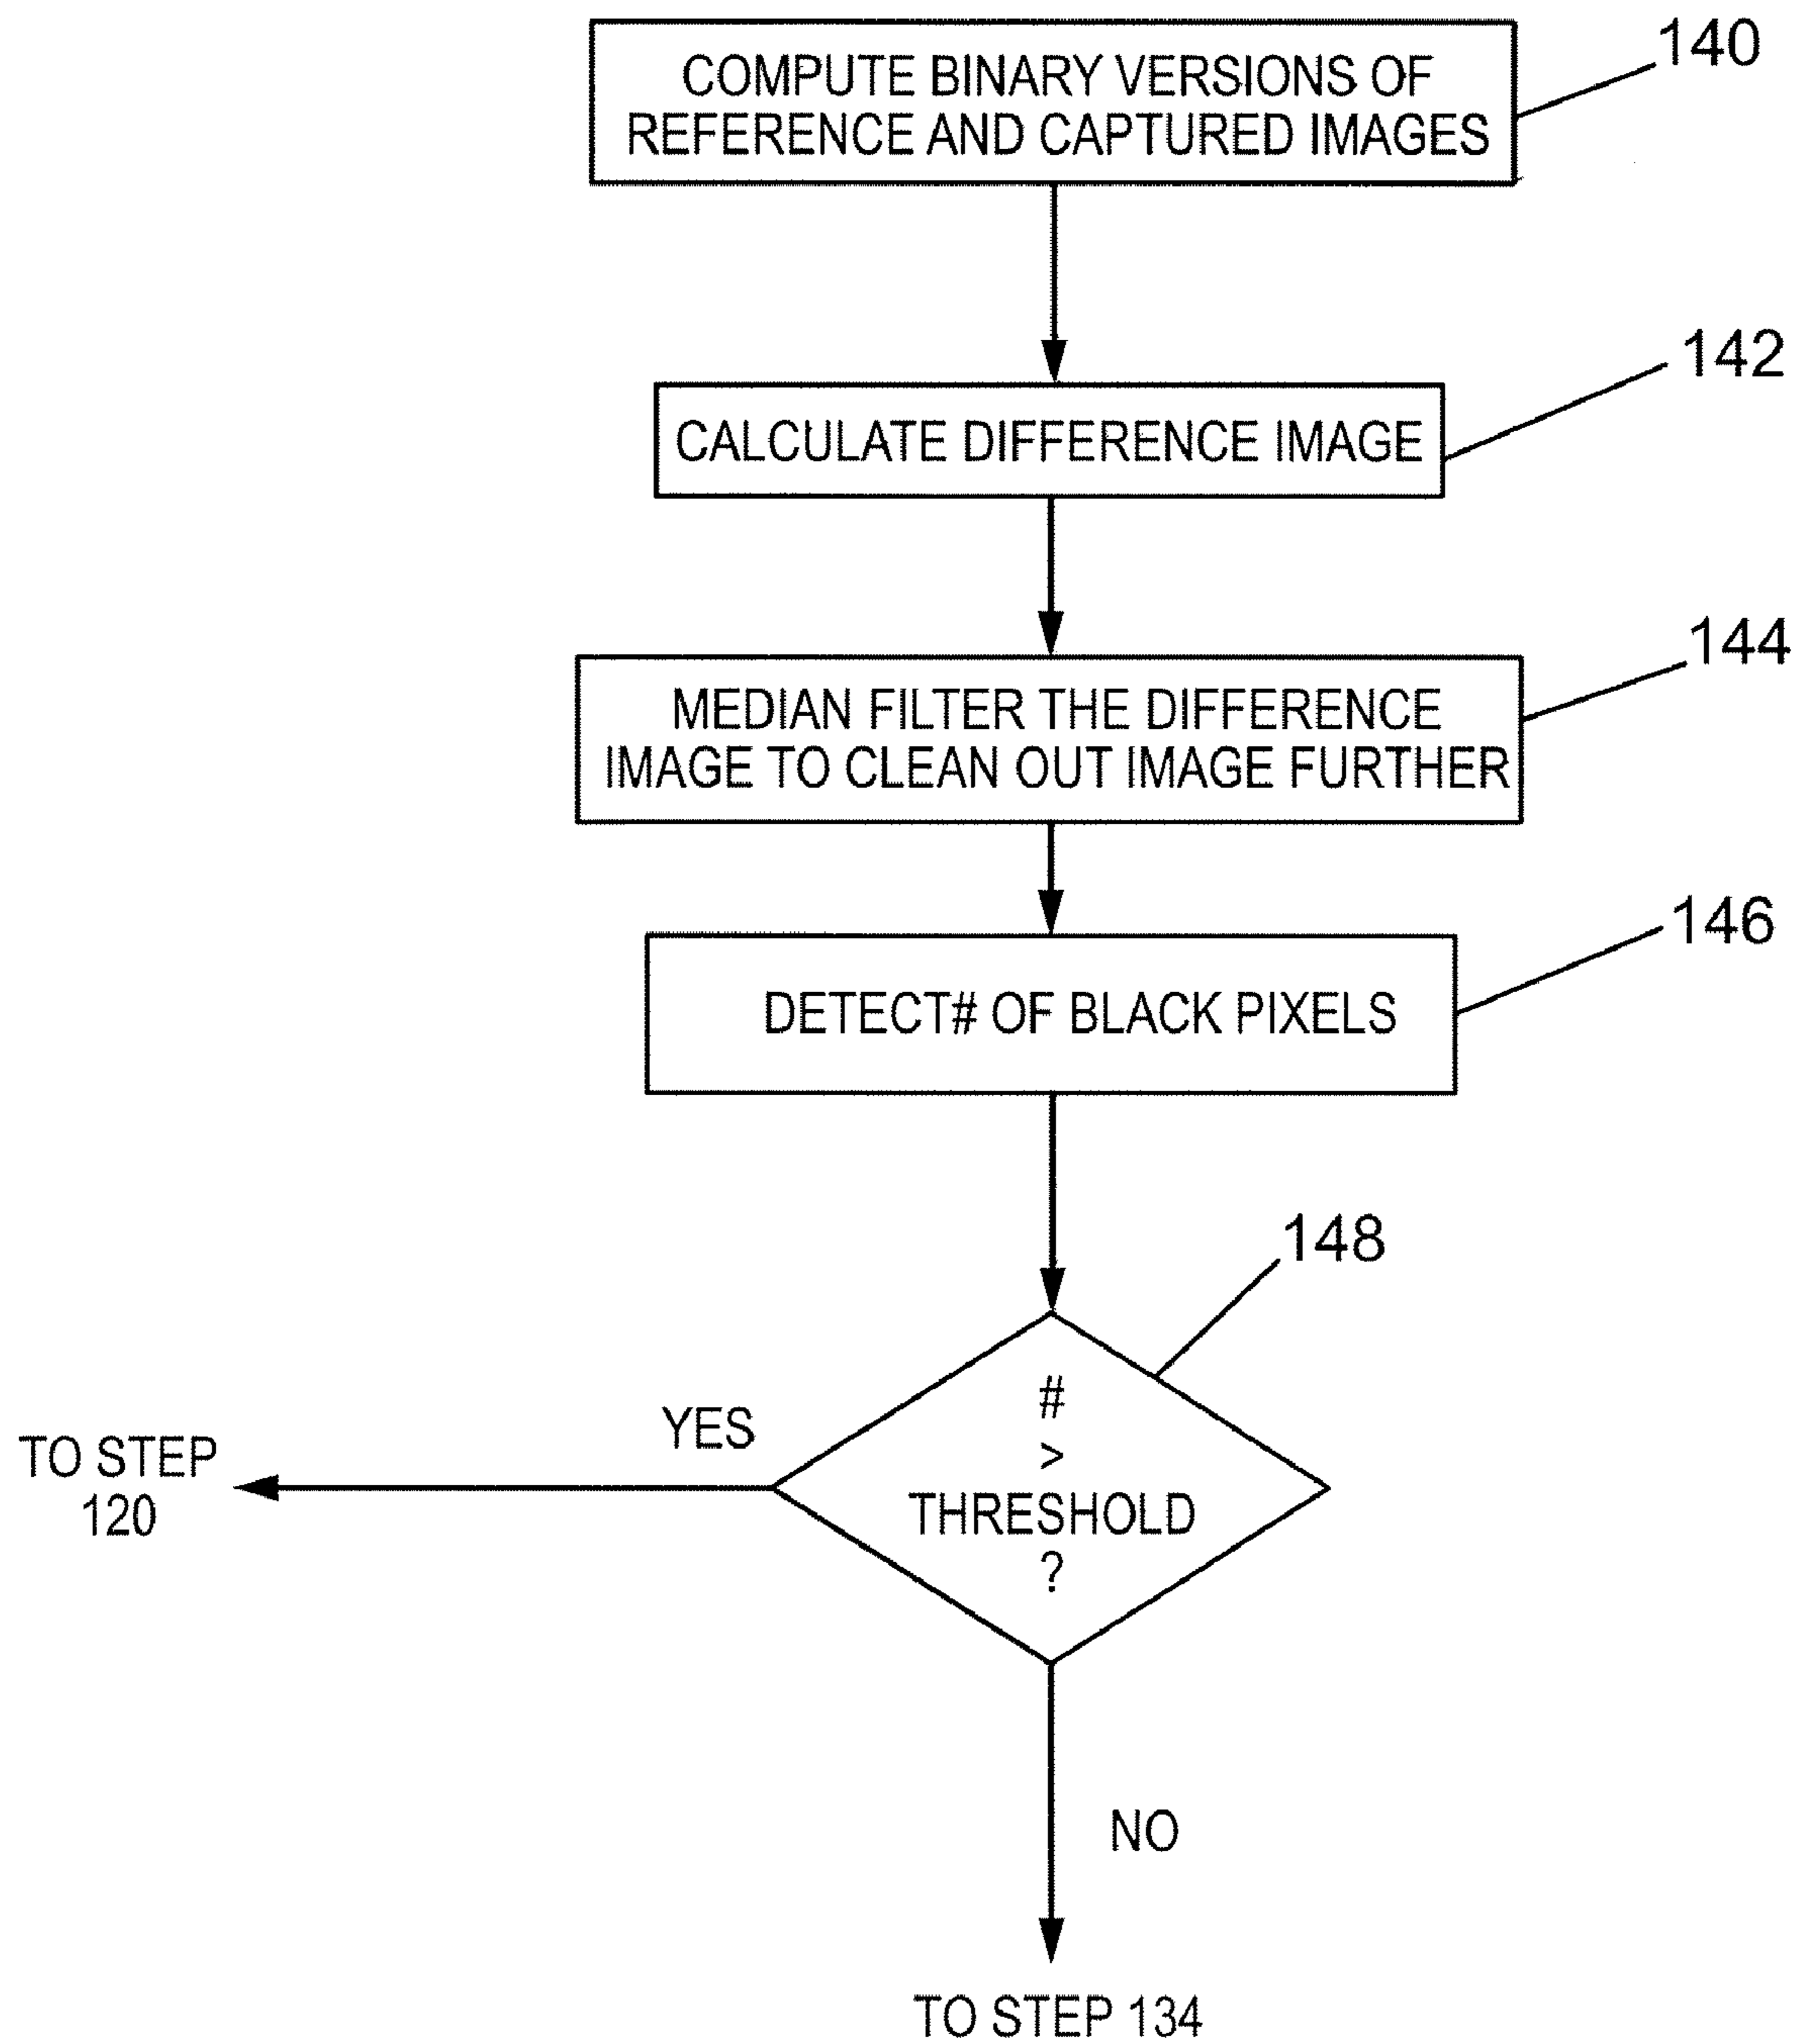 140
COMPUTE BINARY VERSIONS OF
REFERENCE AND CAPTURED IMAGES
142
CALCULATE DIFFERENCE IMAGE
144
MEDIAN FILTER THE DIFFERENCE
IMAGE TO CLEAN OUT IMAGE FURTHER
146
DETECT# OF BLACK PIXELS
148
#
>
THRESHOLD
?
YES
TO STEP
120
NO
TO STEP 134